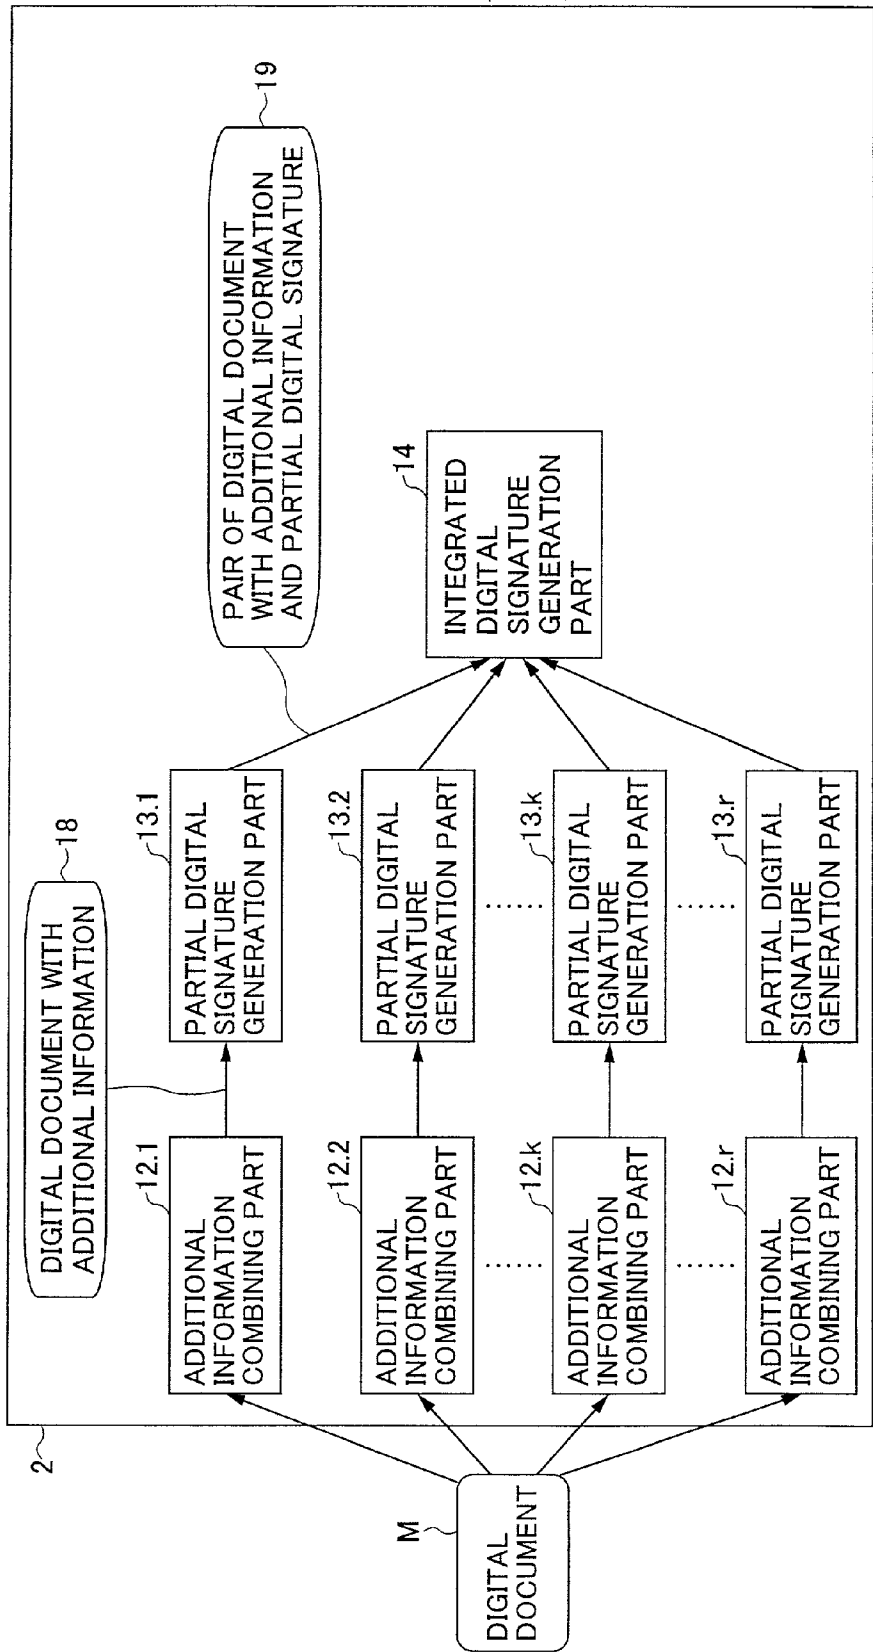 2
M
DIGITAL
DOCUMENT
DIGITAL DOCUMENT WITH
ADDITIONAL INFORMATION
18
PAIR OF DIGITAL DOCUMENT
WITH ADDITIONAL INFORMATION
AND PARTIAL DIGITAL SIGNATURE
19
12.1
ADDITIONAL
INFORMATION
COMBINING PART
13.1
PARTIAL DIGITAL
SIGNATURE
GENERATION PART
12.2
ADDITIONAL
INFORMATION
COMBINING PART
13.2
PARTIAL DIGITAL
SIGNATURE
GENERATION PART
14
INTEGRATED
DIGITAL
SIGNATURE
GENERATION
PART
12.k
ADDITIONAL
INFORMATION
COMBINING PART
13.k
PARTIAL DIGITAL
SIGNATURE
GENERATION PART
12.r
ADDITIONAL
INFORMATION
COMBINING PART
13.r
PARTIAL DIGITAL
SIGNATURE
GENERATION PART